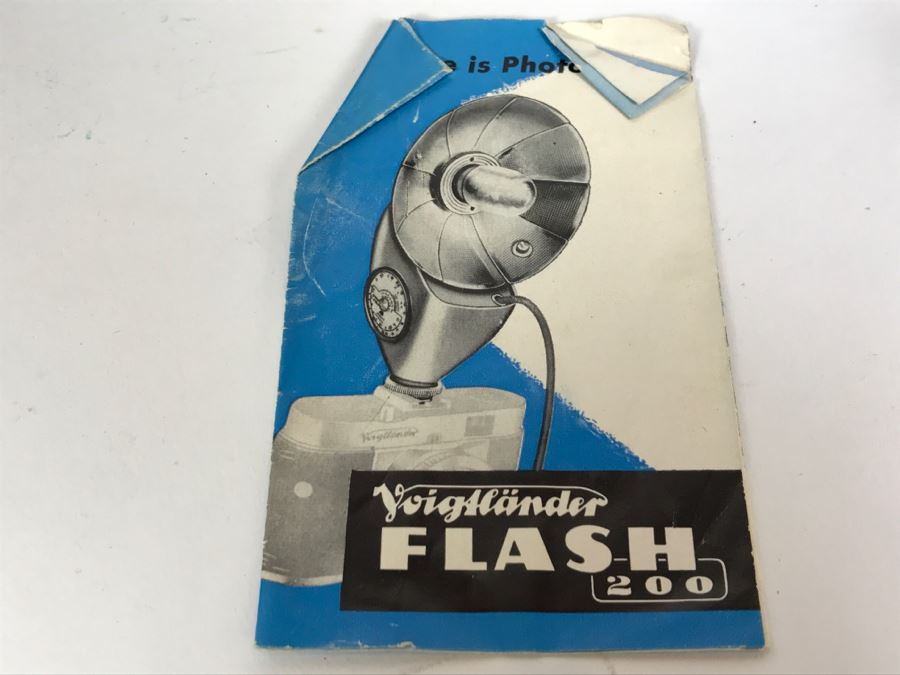 is Photo
Voigtländer
Voigtländer
FLASH
200